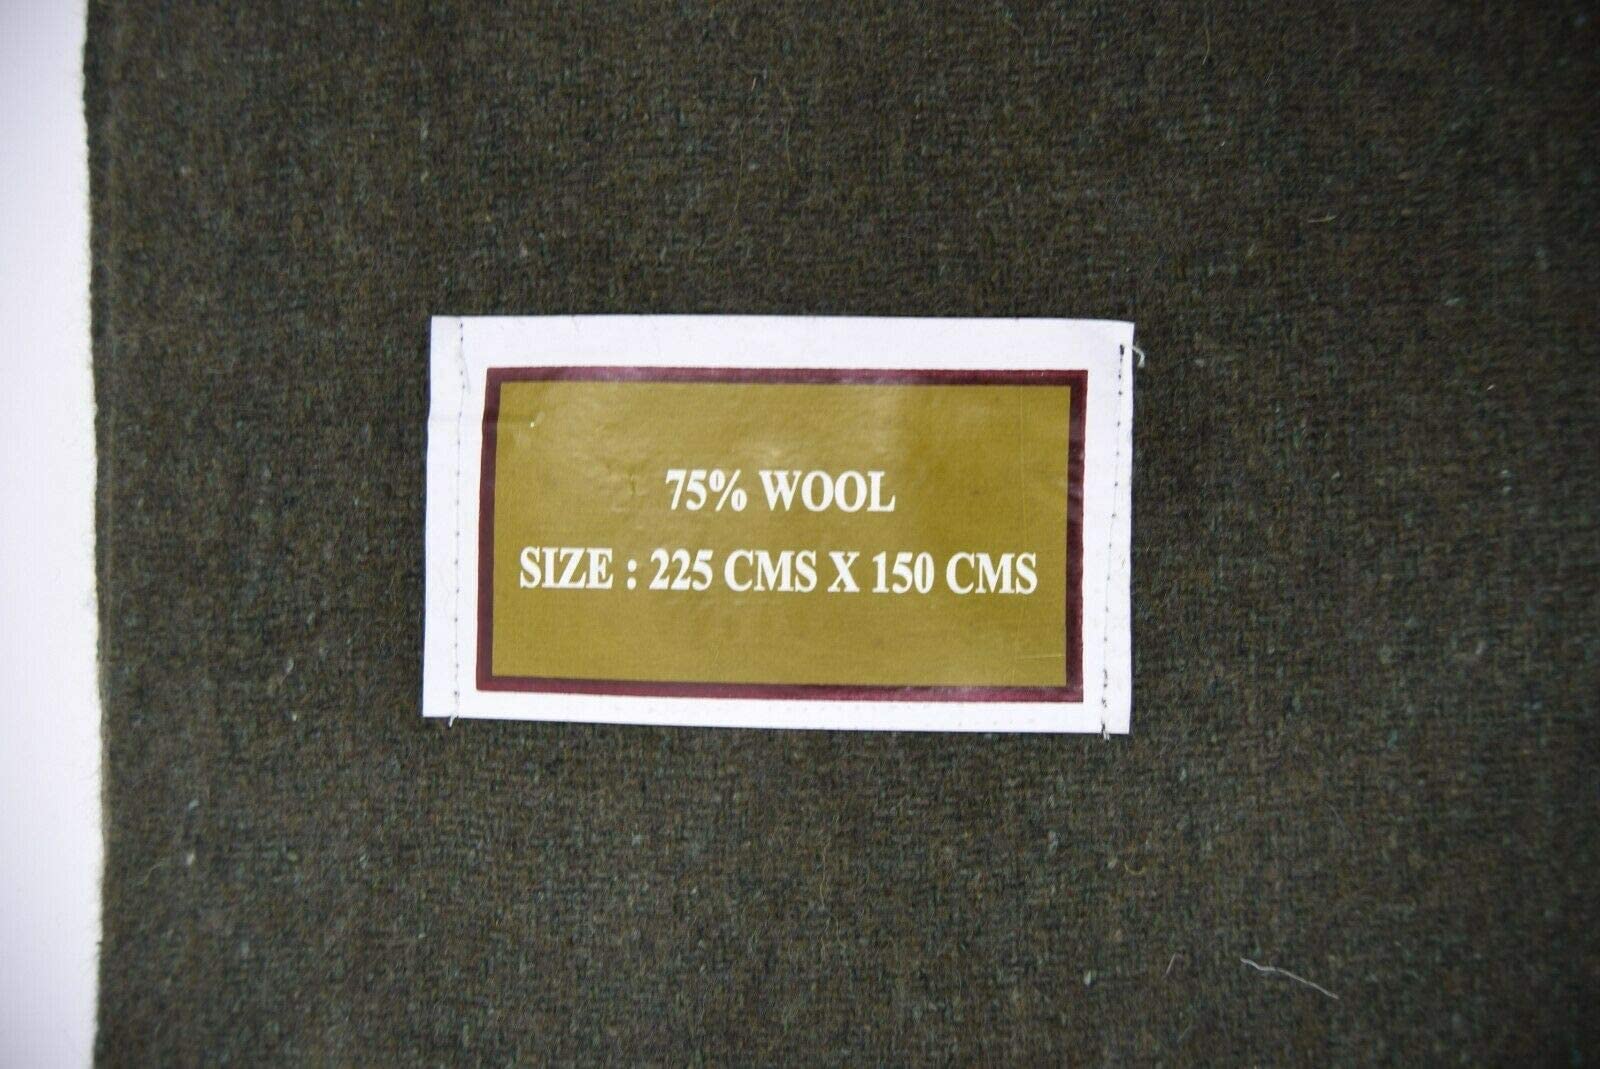 75% WOOL
SIZE : 225 CMS X 150 CMS